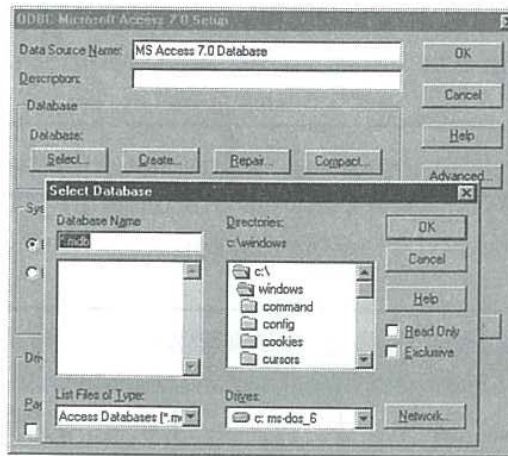 ODBC Microsoft Access 7.0 Setup
Data Source Name: MS Access 7.0 Database
OK
Description:
Cancel
Database
Database:
Help
Select... Create... Repair... Compact...
Advanced...
Select Database
Database Name
Directories:
OK
*.mdb
c:\windows
Cancel
c:\
windows
Help
command
config
Read Only
cookies
Exclusive
cursors
List Files of Type:
Drives:
Access Databases [*.m
c: ms-dos_6
Network...